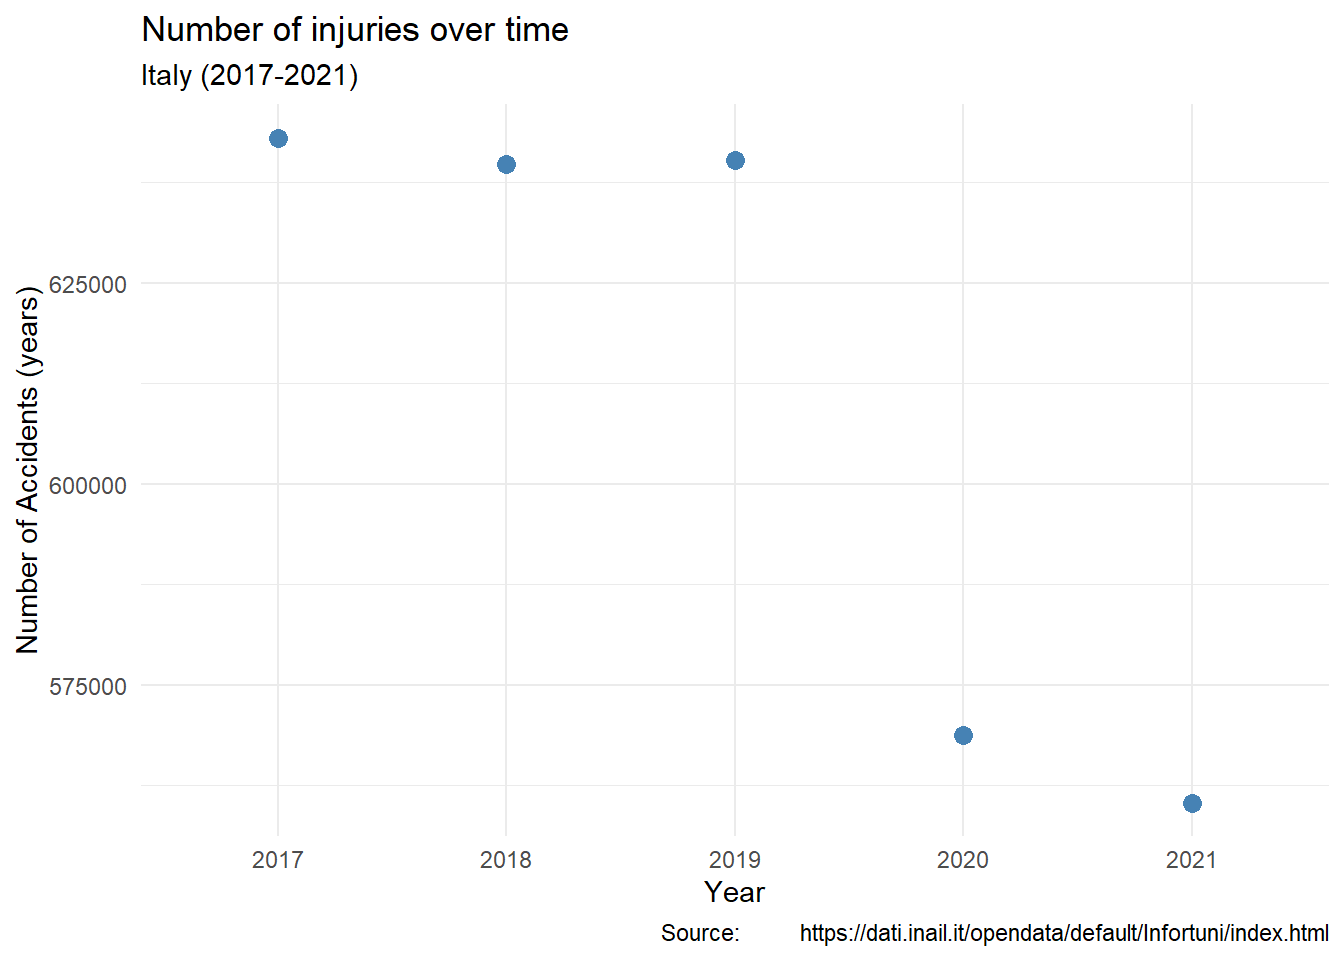 Number of injuries over time
Italy (2017-2021)
Number of Accidents (years)
625000
600000
575000
2017 2018 2019 2020 2021
Year
Source: https://dati.inail.it/opendata/default/Infortuni/index.html